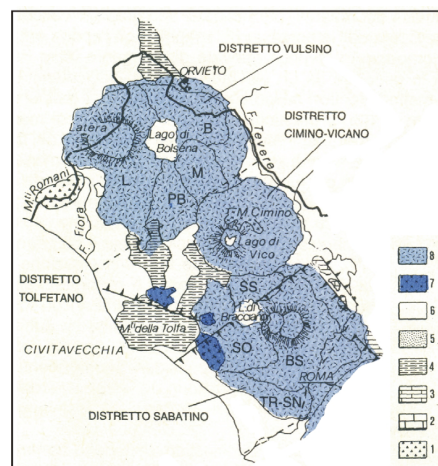 DISTRETTO VULSINO
ORVIETO
Latera
Lago di
Bolsena
B
F. Tevere
DISTRETTO
CIMINO-VICANO
M.ti Romani
L
M
PB
F. Fiora
M. Cimino
Lago di
Vico
DISTRETTO
TOLFETANO
SS
L. di
Bracciano
M.ti della Tolfa
CIVITAVECCHIA
SO
BS
ROMA
TR-SN
DISTRETTO SABATINO
8
7
6
5
4
3
2
1